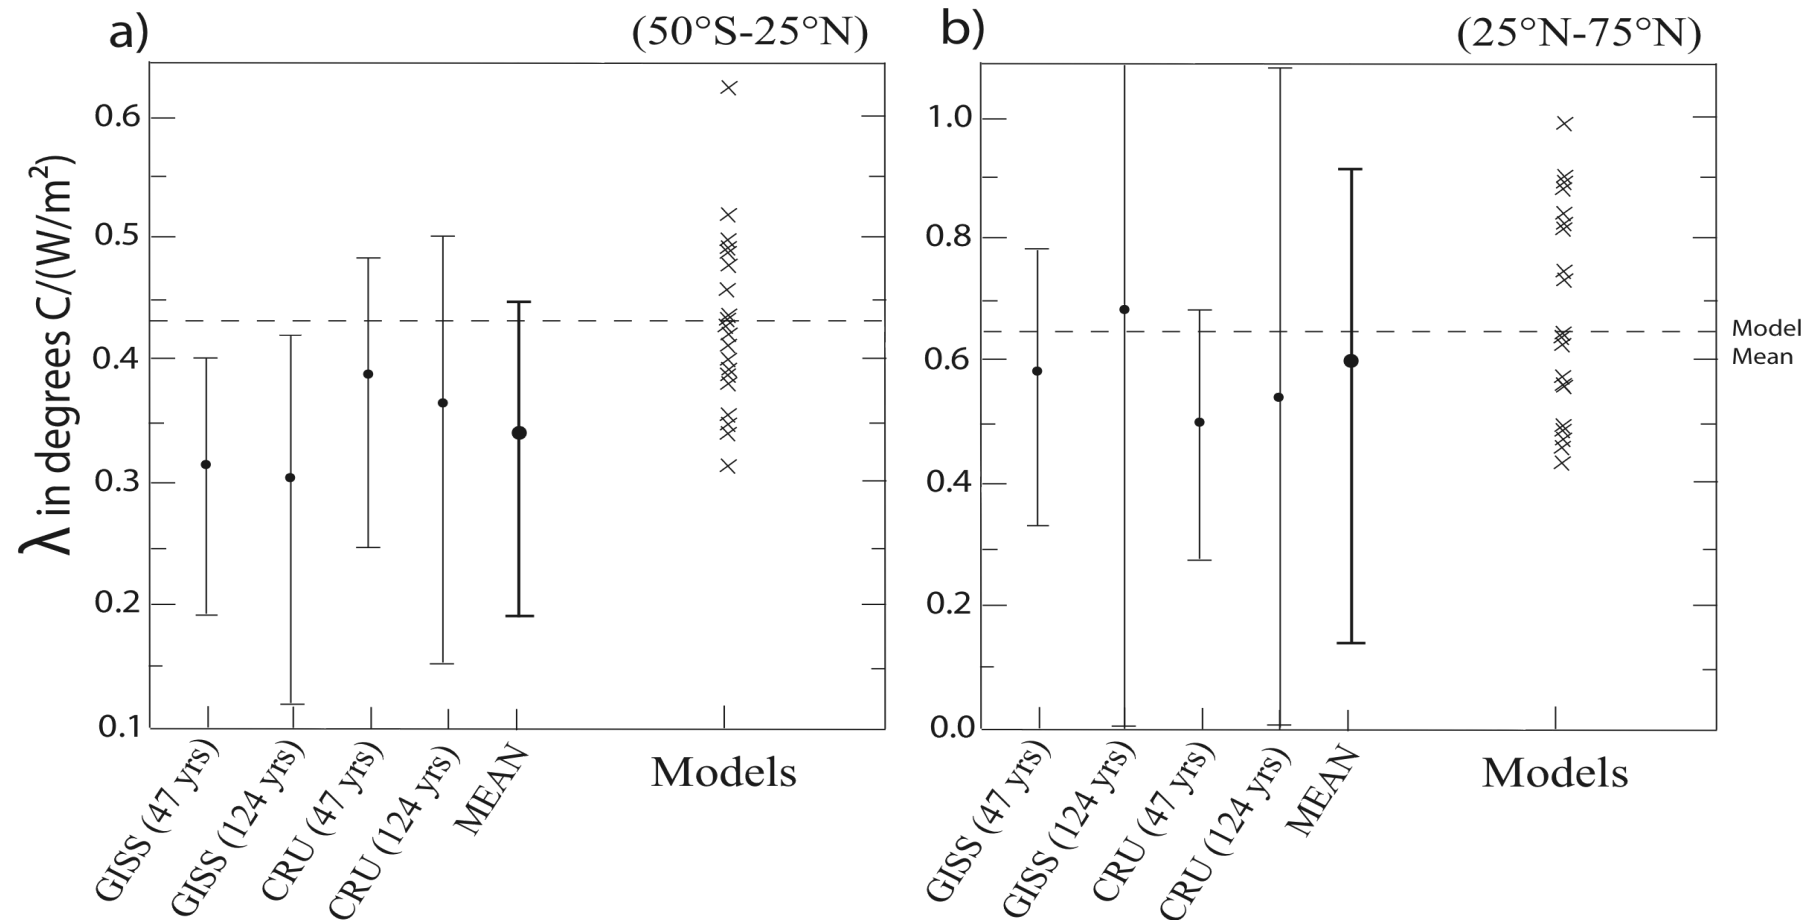 a)
(50°S-25°N)
λ in degrees C/(W/m²)
0.6
0.5
0.4
0.3
0.2
0.1
GISS (47 yrs)
GISS (124 yrs)
CRU (47 yrs)
CRU (124 yrs)
MEAN
Models
b)
(25°N-75°N)
1.0
0.8
0.6
0.4
0.2
0.0
Model
Mean
GISS (47 yrs)
GISS (124 yrs)
CRU (47 yrs)
CRU (124 yrs)
MEAN
Models